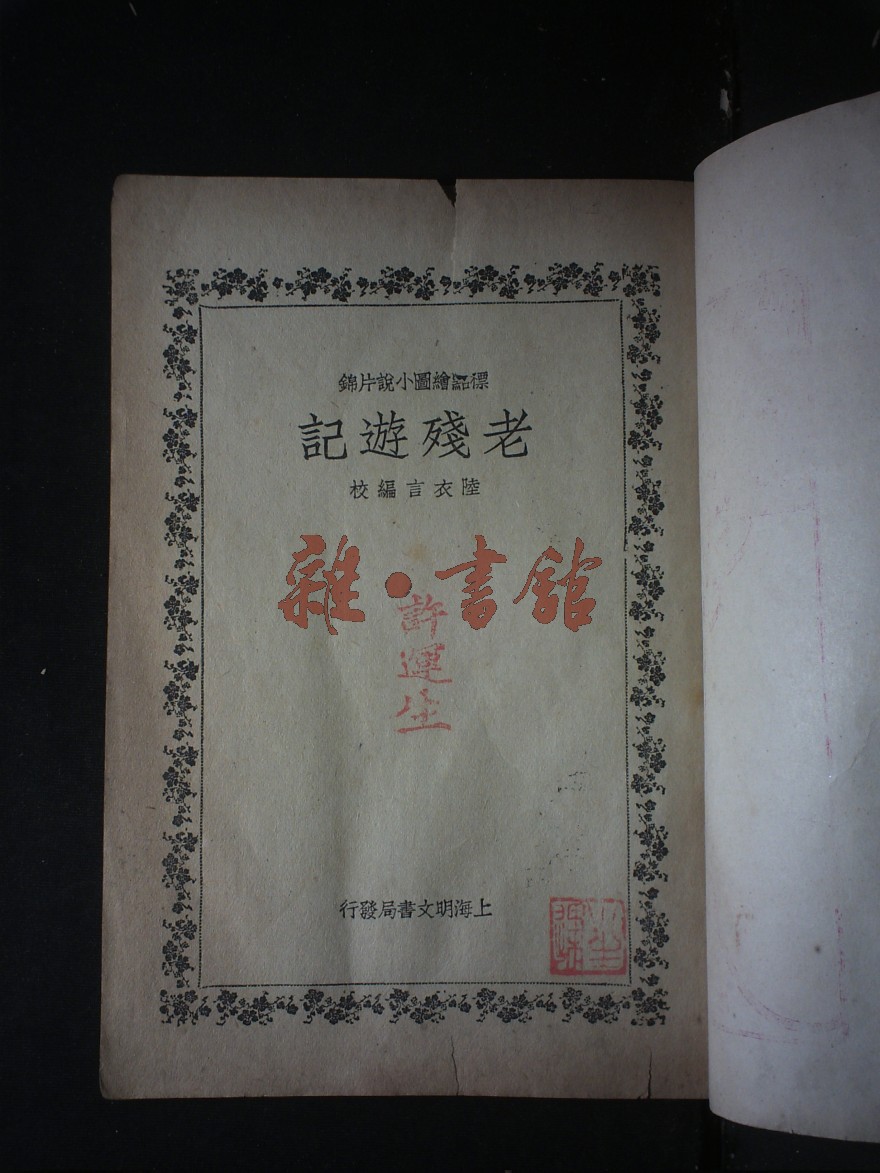 標點繪圖小說片錦
老殘遊記
陸衣言編校
雜·書館
許運生
上海明文書局發行